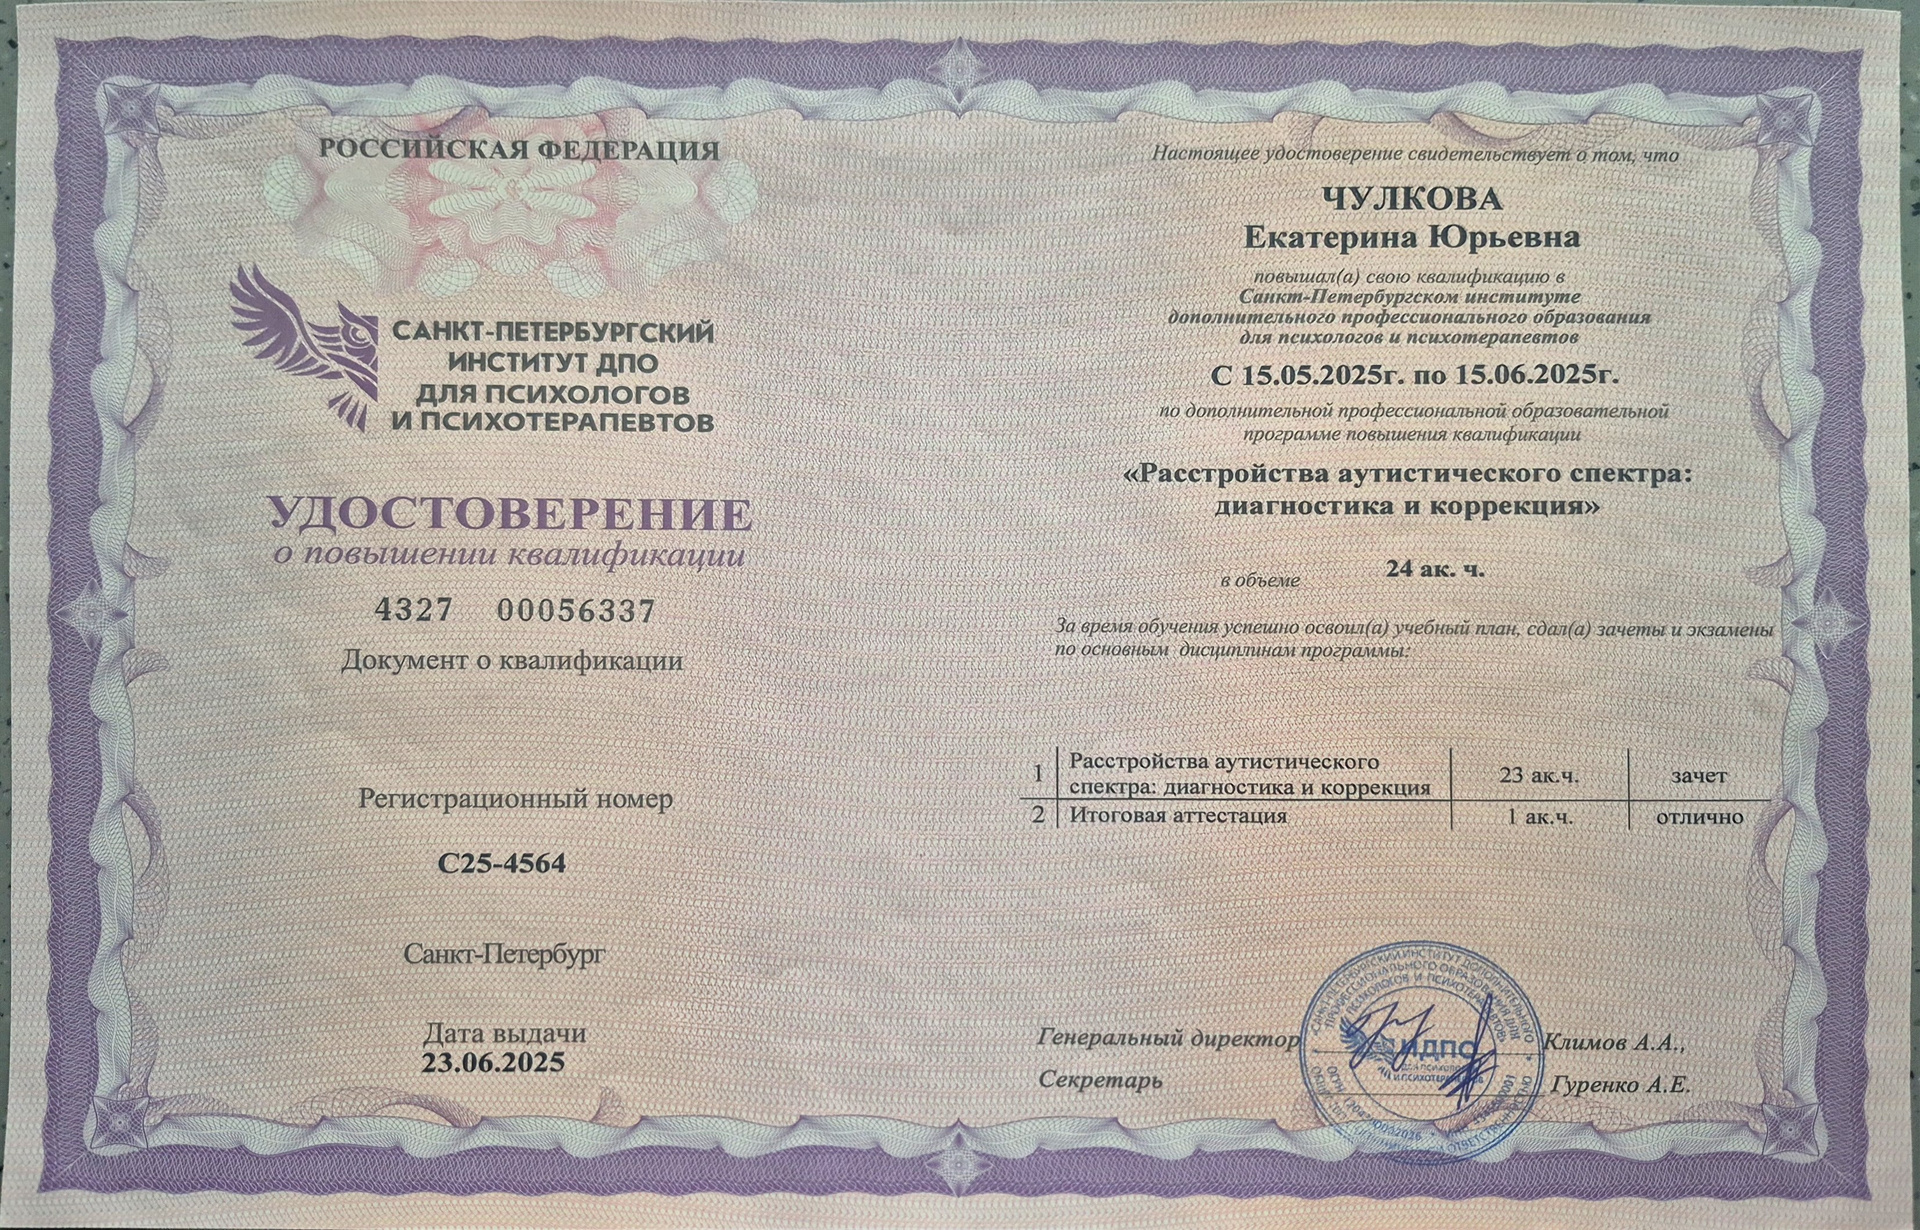 РОССИЙСКАЯ ФЕДЕРАЦИЯ
САНКТ-ПЕТЕРБУРГСКИЙ
ИНСТИТУТ ДПО
ДЛЯ ПСИХОЛОГОВ
И ПСИХОТЕРАПЕВТОВ
УДОСТОВЕРЕНИЕ
о повышении квалификации
4327 00056337
Документ о квалификации
Регистрационный номер
С25-4564
Санкт-Петербург
Дата выдачи
23.06.2025
Настоящее удостоверение свидетельствует о том, что
ЧУЛКОВА
Екатерина Юрьевна
повышал(а) свою квалификацию в
Санкт-Петербургском институте
дополнительного профессионального образования
для психологов и психотерапевтов
С 15.05.2025г. по 15.06.2025г.
по дополнительной профессиональной образовательной
программе повышения квалификации
«Расстройства аутистического спектра:
диагностика и коррекция»
в объеме 24 ак. ч.
За время обучения успешно освоил(а) учебный план, сдал(а) зачеты и экзамены
по основным дисциплинам программы:
1 Расстройства аутистического спектра: диагностика и коррекция 23 ак.ч. зачет
2 Итоговая аттестация 1 ак.ч. отлично
Генеральный директор Климов А.А.,
Секретарь Гуренко А.Е.